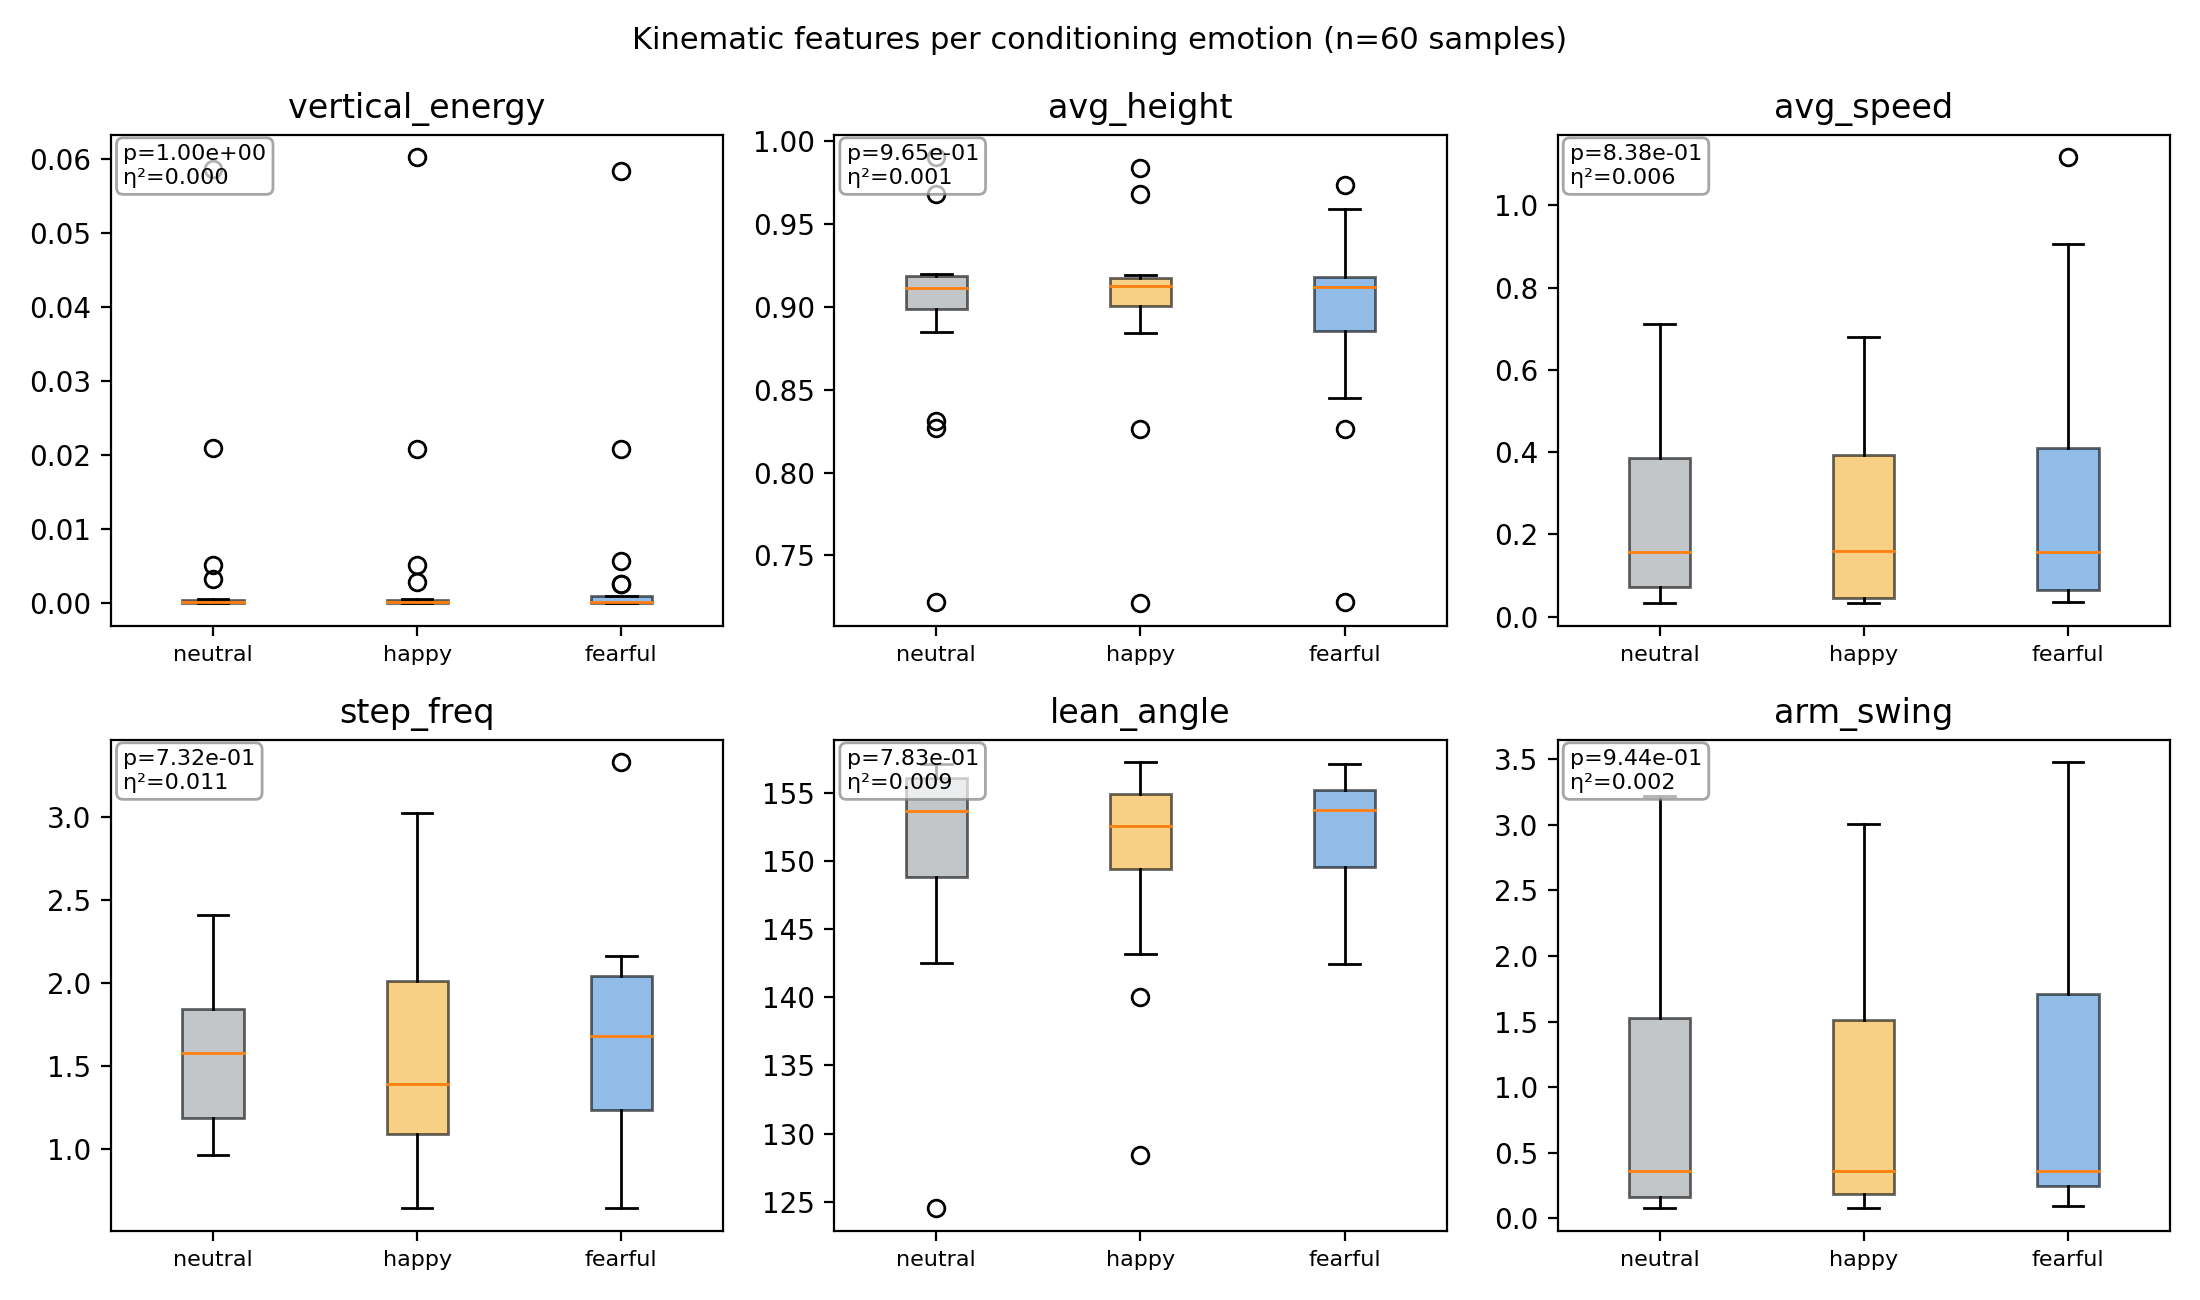 Kinematic features per conditioning emotion (n=60 samples)
vertical_energy
p=1.00e+00
η²=0.000
0.06
0.05
0.04
0.03
0.02
0.01
0.00
neutral
happy
fearful
avg_height
p=9.65e-01
η²=0.001
1.00
0.95
0.90
0.85
0.80
0.75
neutral
happy
fearful
avg_speed
p=8.38e-01
η²=0.006
1.0
0.8
0.6
0.4
0.2
0.0
neutral
happy
fearful
step_freq
p=7.32e-01
η²=0.011
3.0
2.5
2.0
1.5
1.0
neutral
happy
fearful
lean_angle
p=7.83e-01
η²=0.009
155
150
145
140
135
130
125
neutral
happy
fearful
arm_swing
p=9.44e-01
η²=0.002
3.5
3.0
2.5
2.0
1.5
1.0
0.5
0.0
neutral
happy
fearful